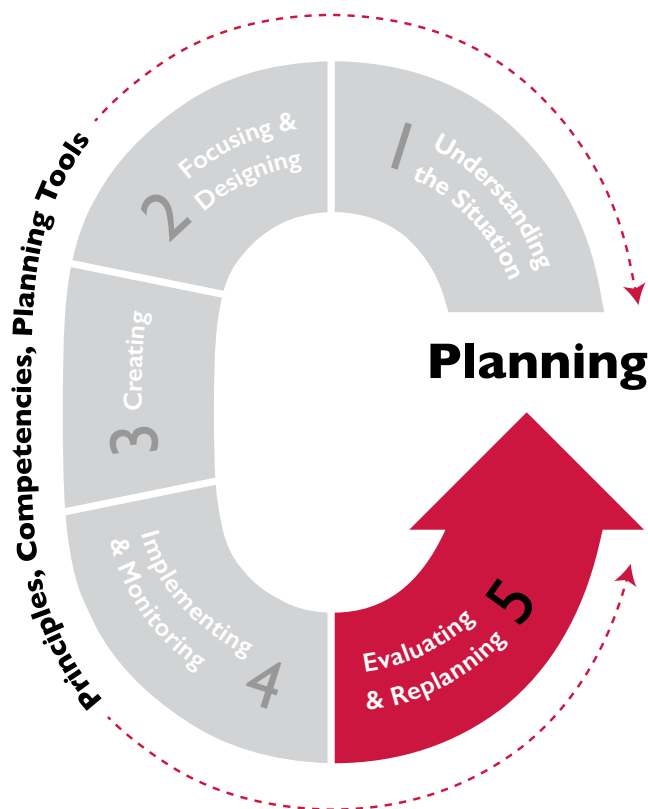 Principles, Competencies, Planning Tools
1
Understanding
the Situation
2
Focusing &
Designing
3
Creating
4
Implementing
& Monitoring
5
Evaluating
& Replanning
Planning